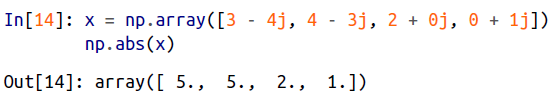 In[14]: x = np.array([3 - 4j, 4 - 3j, 2 + 0j, 0 + 1j])
np.abs(x)
Out[14]: array([ 5.,  5.,  2.,  1.])